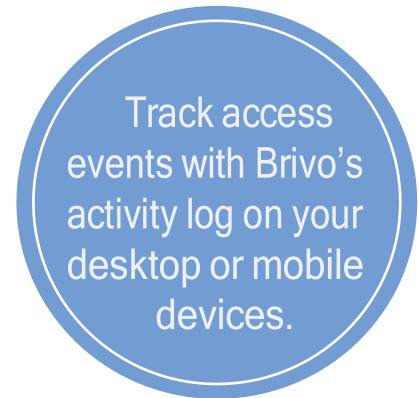 Track access
events with Brivo’s
activity log on your
desktop or mobile
devices.